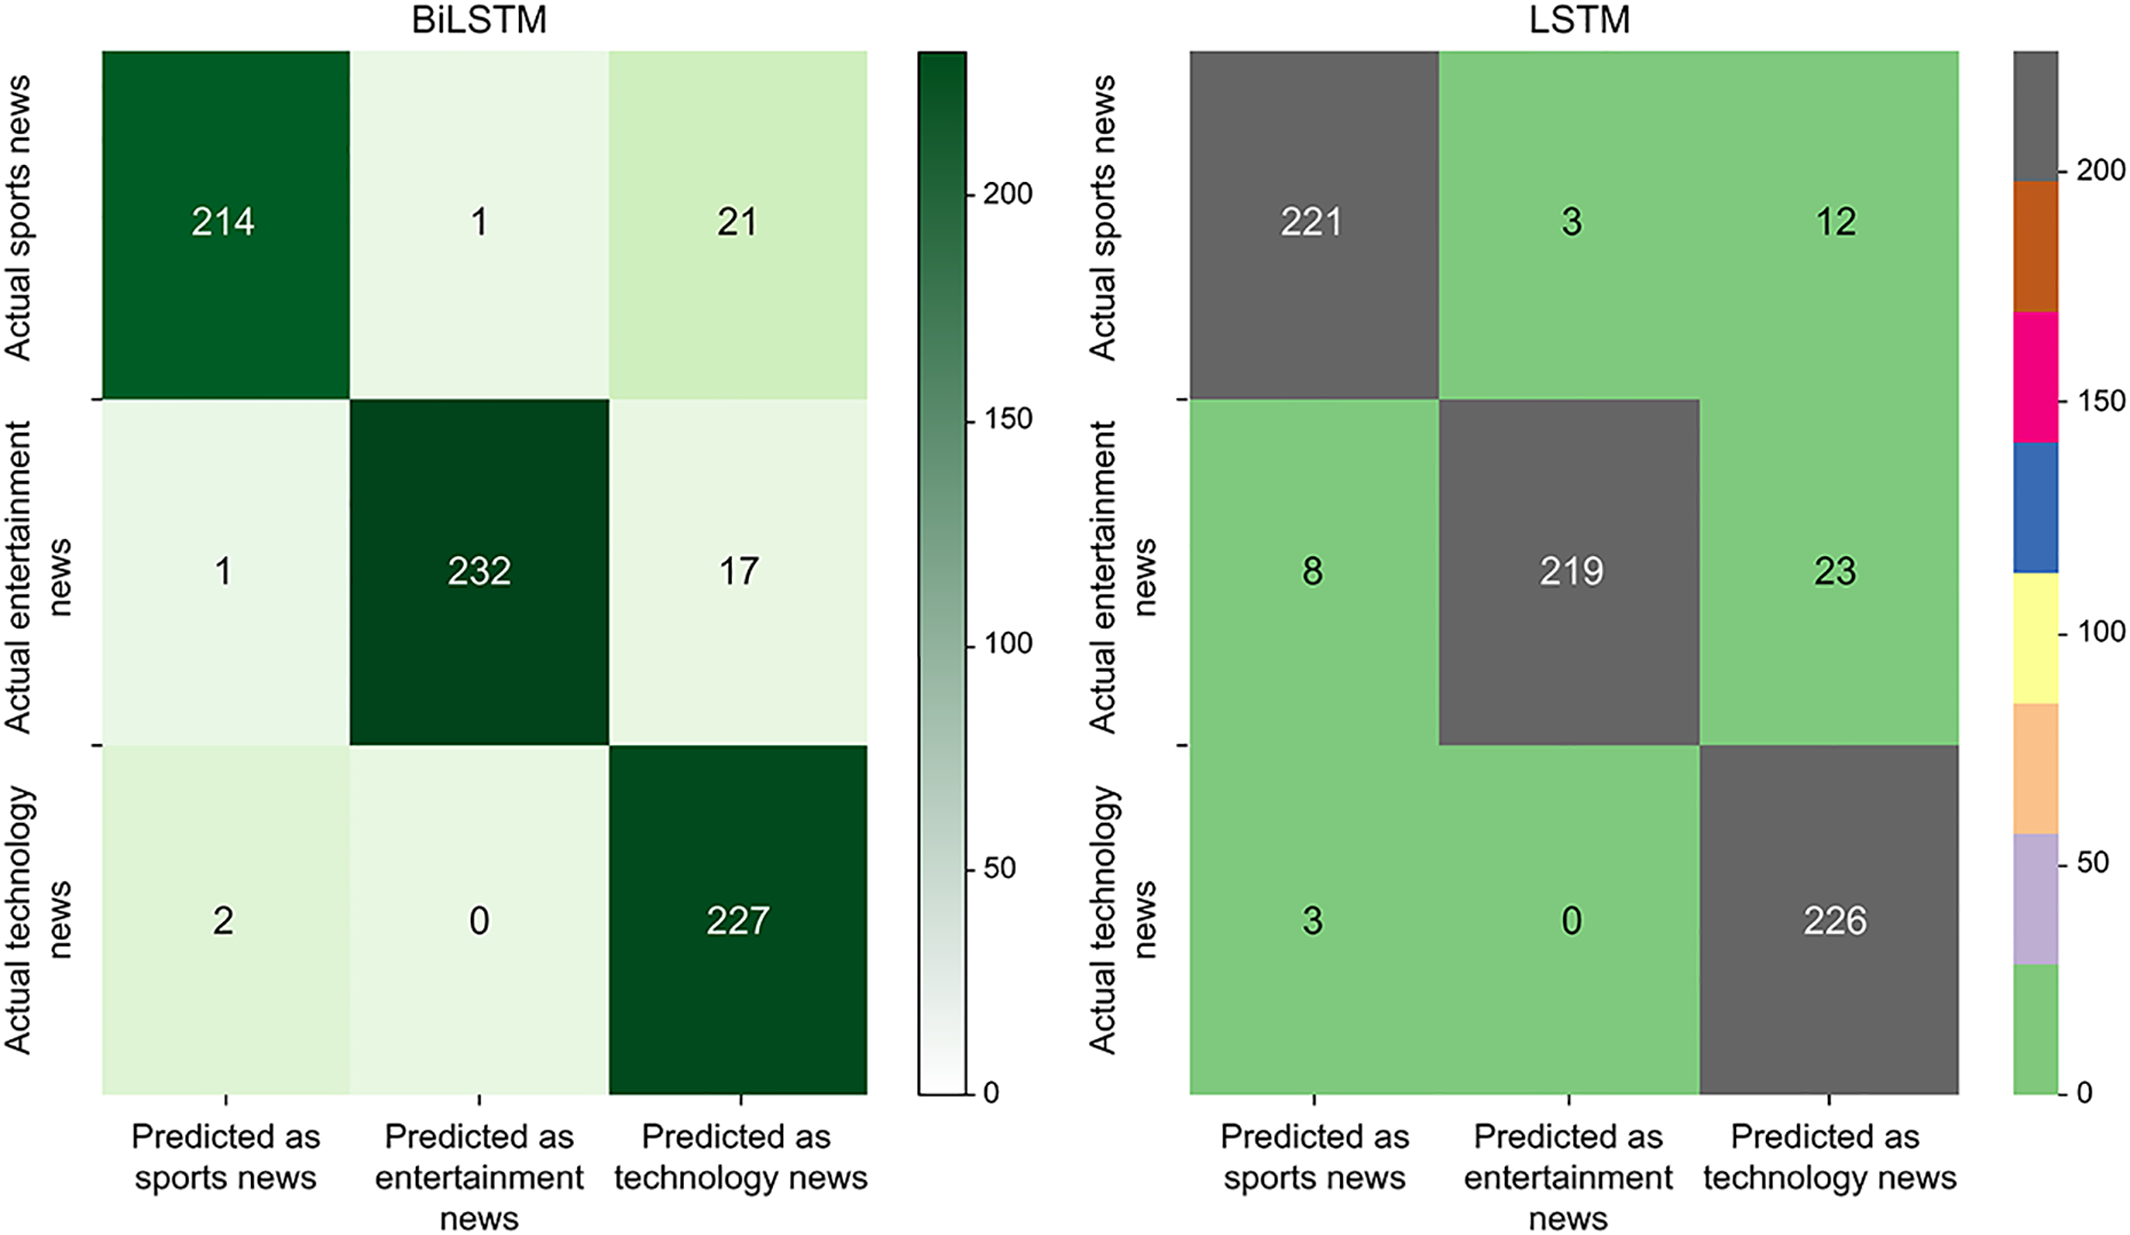 BiLSTM
Actual sports news
Actual entertainment
news
Actual technology
news
214 1 21
1 232 17
2 0 227
200
150
100
50
0
Predicted as
sports news
Predicted as
entertainment
news
Predicted as
technology news
LSTM
Actual sports news
Actual entertainment
news
Actual technology
news
221 3 12
8 219 23
3 0 226
200
150
100
50
0
Predicted as
sports news
Predicted as
entertainment
news
Predicted as
technology news